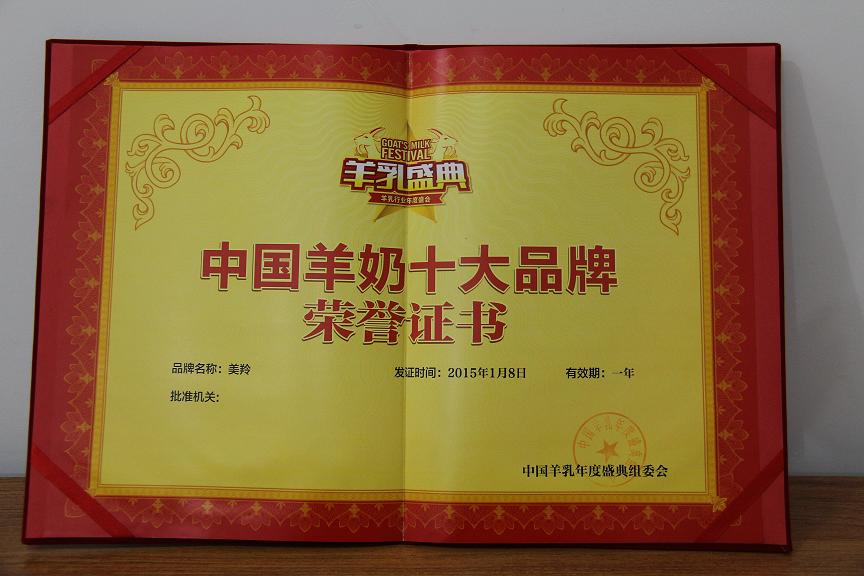 GOAT'S MILK
FESTIVAL
羊乳盛典
羊乳行业年度盛会
中国羊奶十大品牌
荣誉证书
品牌名称：美羚 发证时间：2015年1月8日 有效期：一年
批准机关：
中国羊乳年度盛典组委会